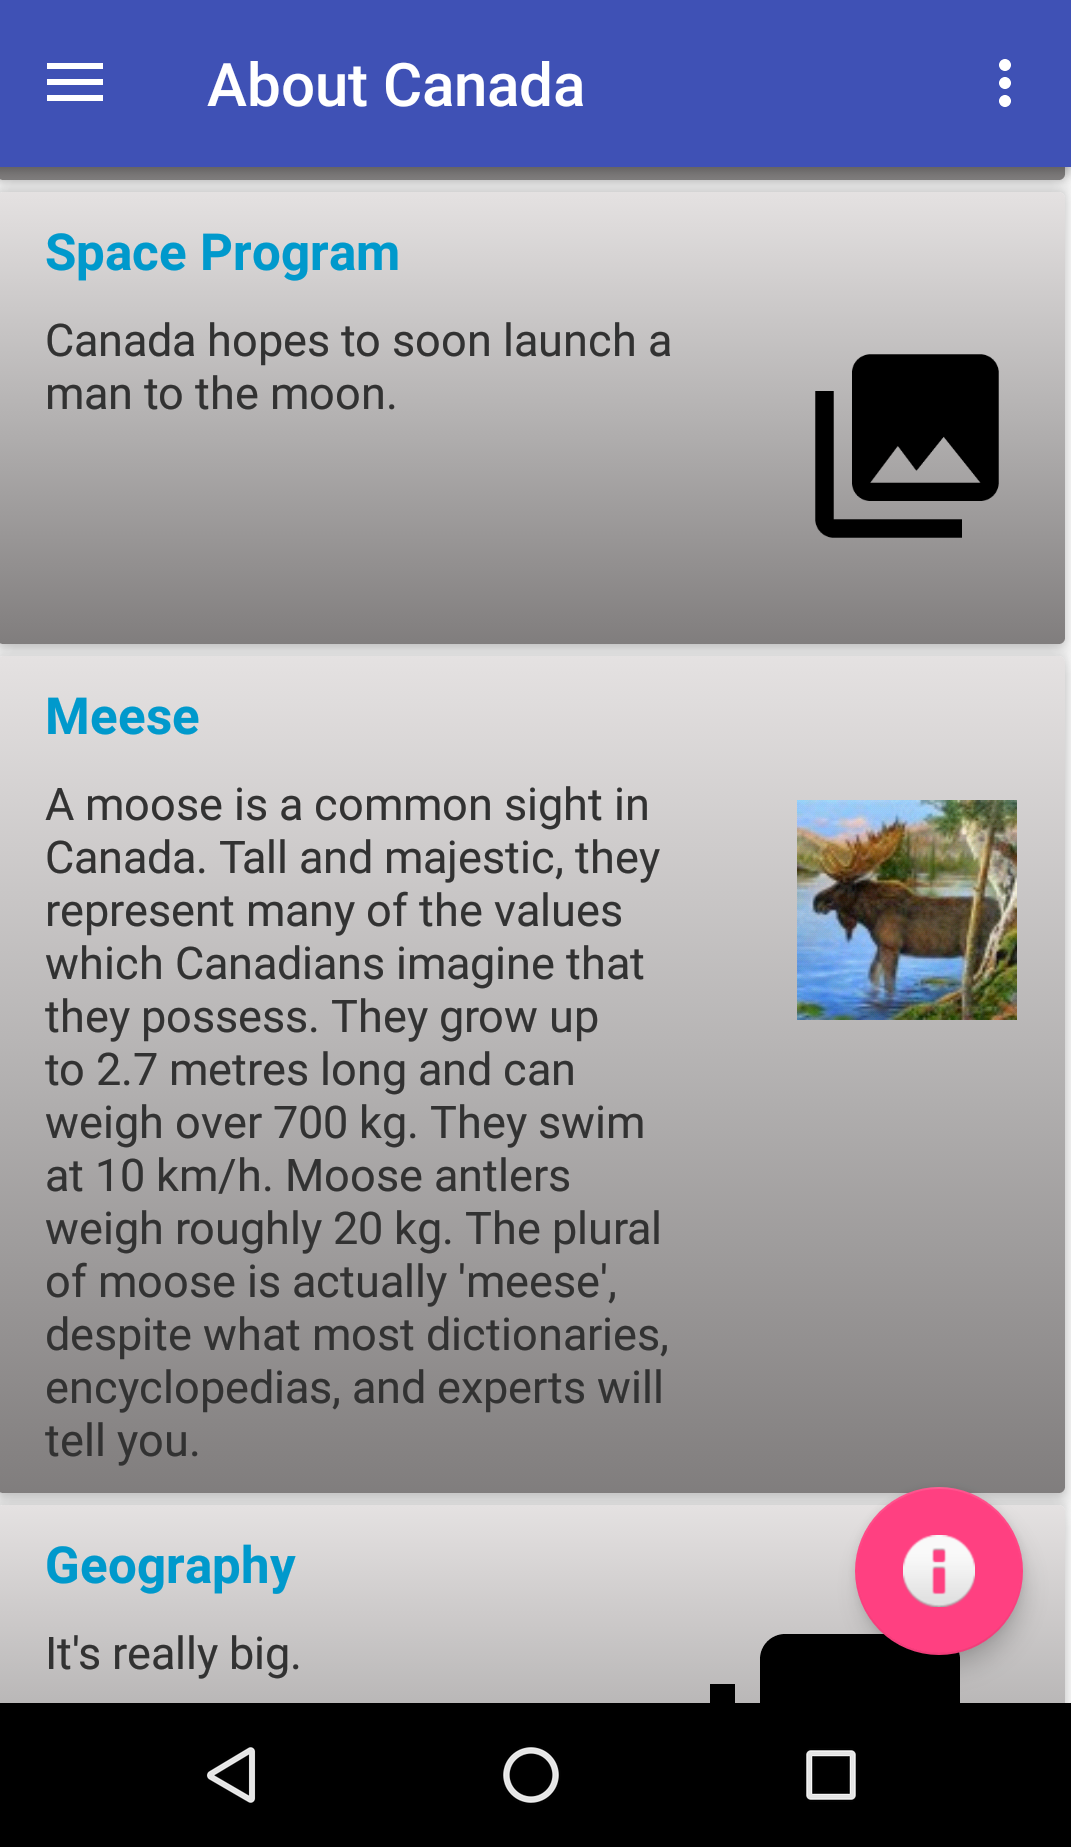 About Canada
Space Program
Canada hopes to soon launch a
man to the moon.
Meese
A moose is a common sight in
Canada. Tall and majestic, they
represent many of the values
which Canadians imagine that
they possess. They grow up
to 2.7 metres long and can
weigh over 700 kg. They swim
at 10 km/h. Moose antlers
weigh roughly 20 kg. The plural
of moose is actually 'meese',
despite what most dictionaries,
encyclopedias, and experts will
tell you.
Geography
It's really big.